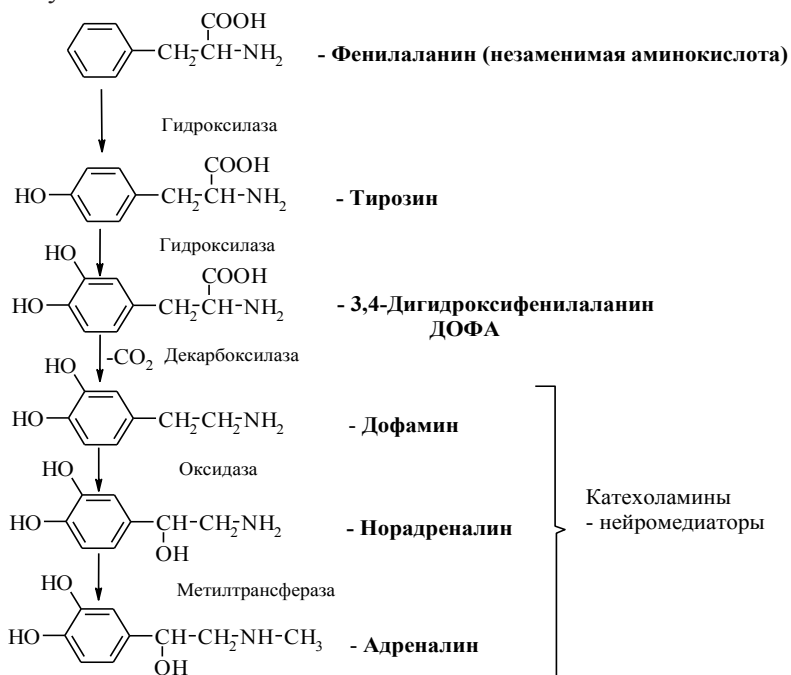 COOH
CH₂-CH-NH₂ - Фенилаланин (незаменимая аминокислота)
Гидроксилаза
COOH
HO CH₂-CH-NH₂ - Тирозин
Гидроксилаза
HO
COOH
HO CH₂-CH-NH₂ - 3,4-Дигидроксифенилаланин
ДОФА
-CO₂ Декарбоксилаза
HO
HO CH₂-CH₂-NH₂ - Дофамин
Оксидаза
HO
Катехоламины
HO CH-CH₂-NH₂ - Норадреналин
- нейромедиаторы
OH
Метилтрансфераза
HO
HO CH-CH₂-NH-CH₃ - Адреналин
OH